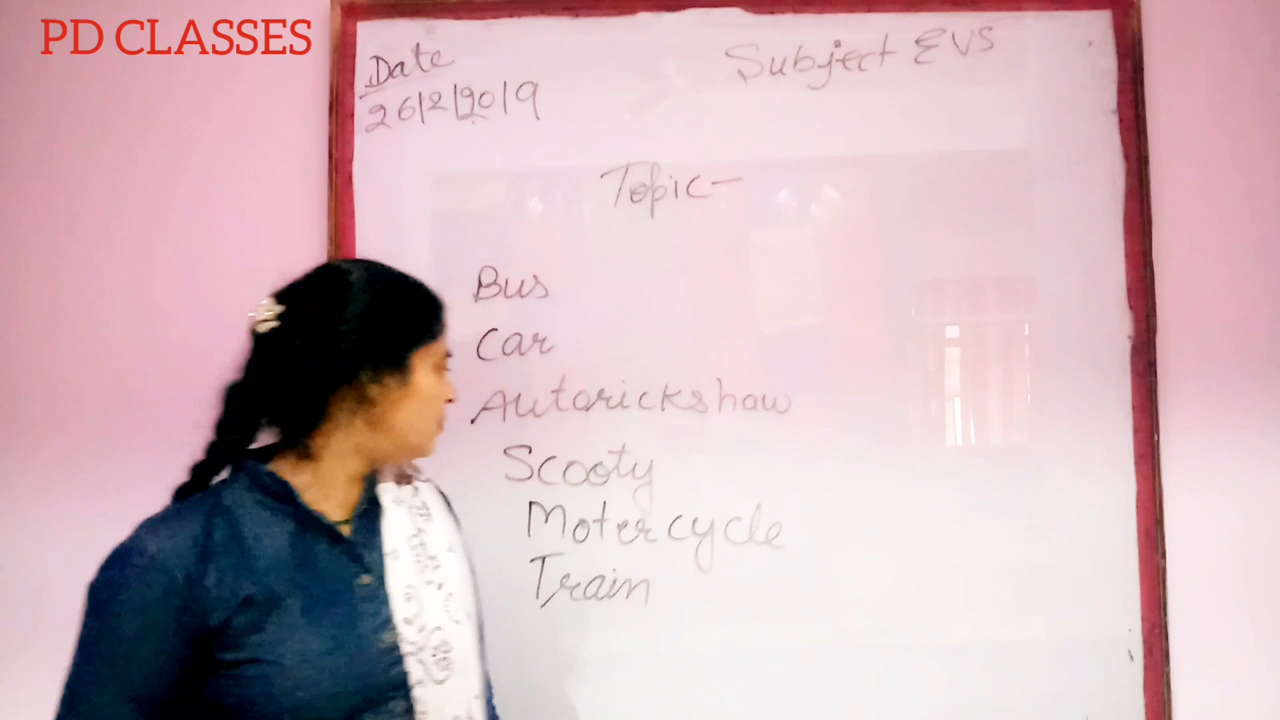 PD CLASSES
Date
Subject EVS
26/2/2019
Topic-
Bus
Car
Autorickshaw
Scooty
Motercycle
Train